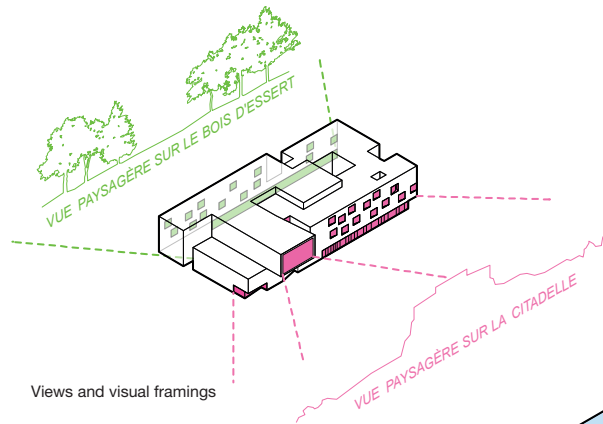 VUE PAYSAGÈRE SUR LE BOIS D'ESSERT
VUE PAYSAGÈRE SUR LA CITADELLE
Views and visual framings